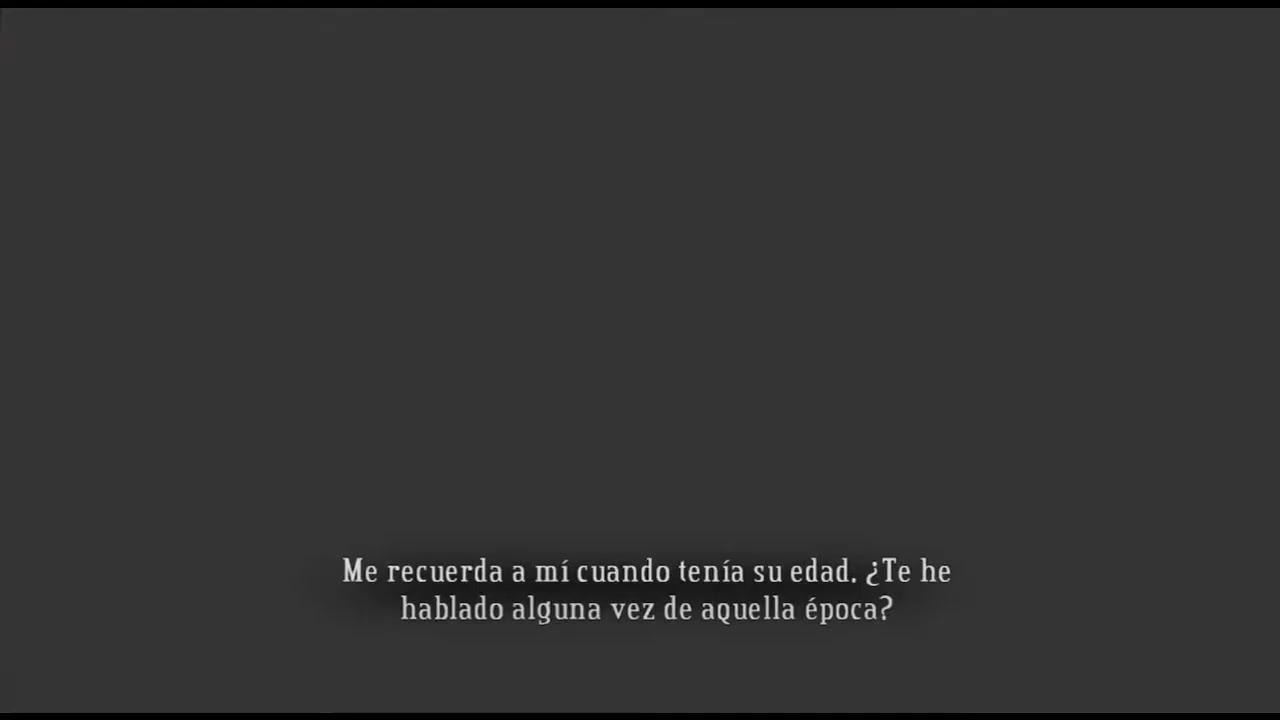 Me recuerda a mí cuando tenía su edad. ¿Te he
hablado alguna vez de aquella época?